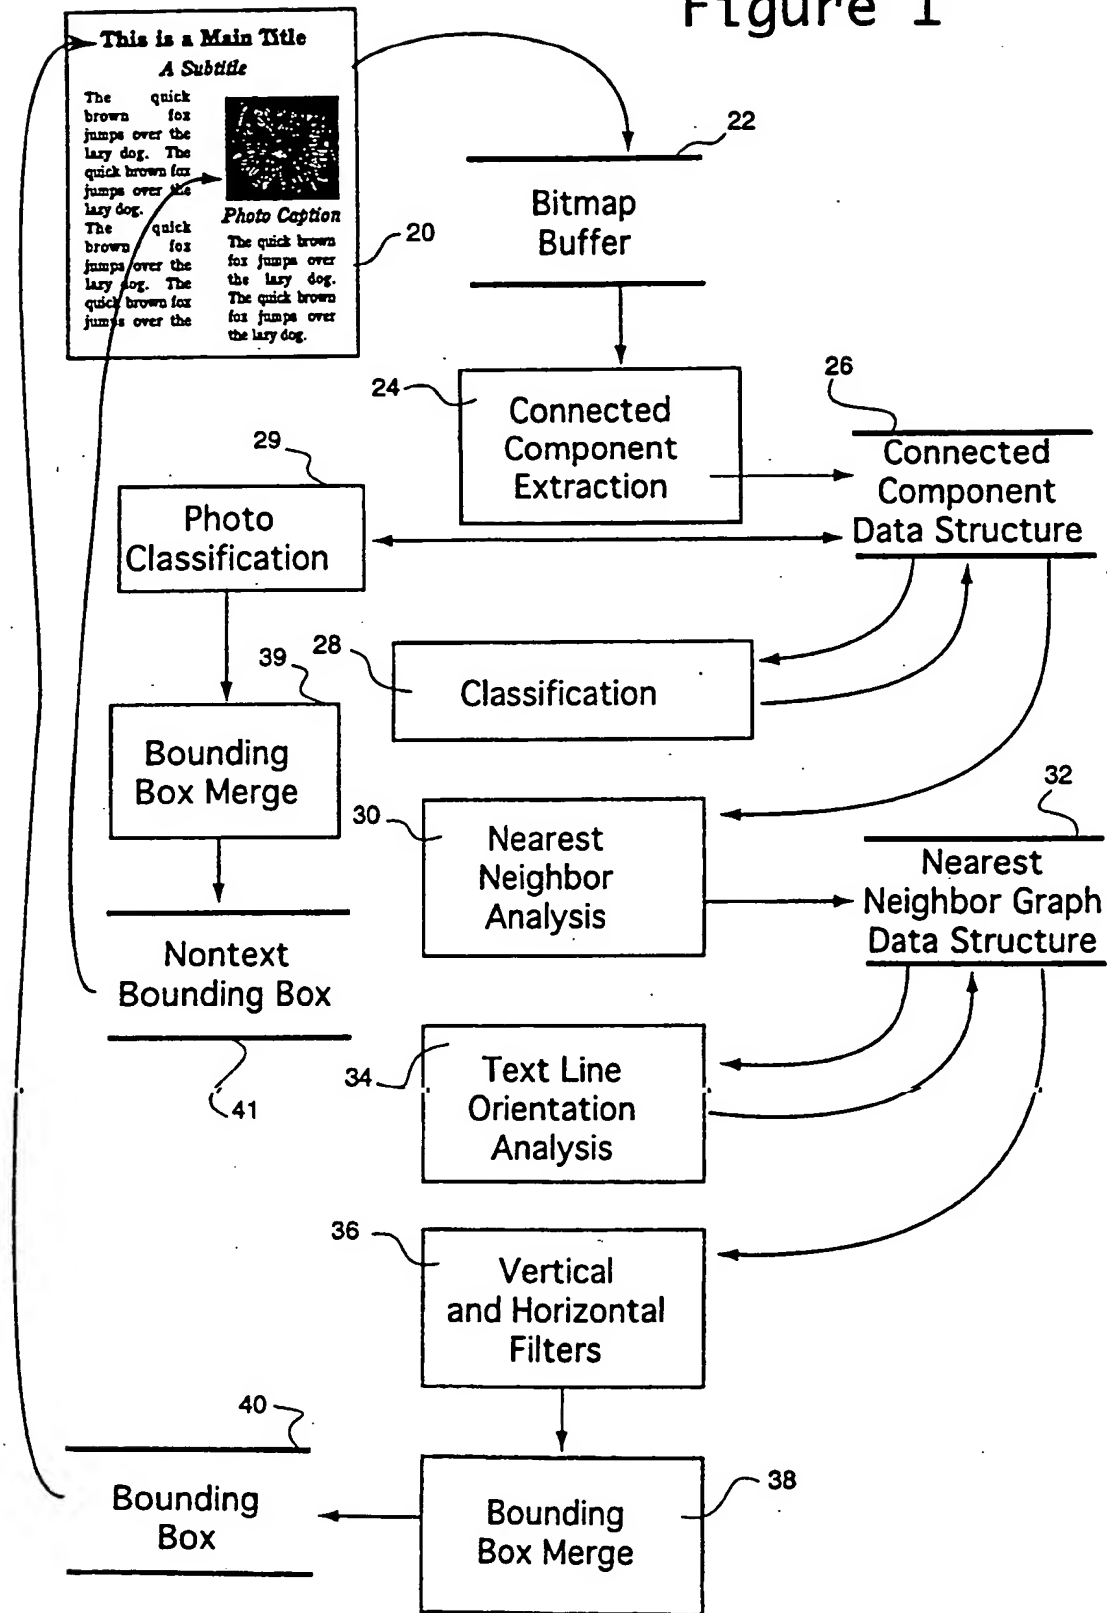 Figure 1
This is a Main Title
A Subtitle
The quick
brown fox
jumps over the
lazy dog. The
quick brown fox
jumps over the
lazy dog.
The quick
brown fox
jumps over the
lazy dog. The
quick brown fox
jumps over the
Photo Caption
The quick brown
fox jumps over
the lazy dog.
The quick brown
fox jumps over
the lazy dog.
20
22
Bitmap
Buffer
24
Connected
Component
Extraction
26
Connected
Component
Data Structure
29
Photo
Classification
28
Classification
39
Bounding
Box Merge
30
Nearest
Neighbor
Analysis
32
Nearest
Neighbor Graph
Data Structure
Nontext
Bounding Box
41
34
Text Line
Orientation
Analysis
36
Vertical
and Horizontal
Filters
40
Bounding
Box
38
Bounding
Box Merge